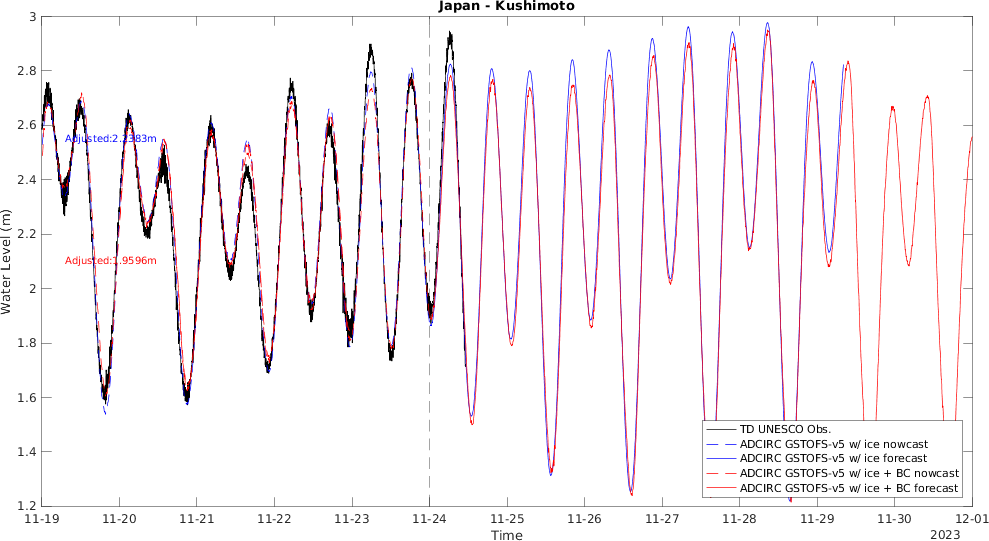 Japan - Kushimoto
3
2.8
2.6
2.4
2.2
2
1.8
1.6
1.4
1.2
Water Level (m)
Adjusted:2.2383m
Adjusted:1.9596m
TD UNESCO Obs.
ADCIRC GSTOFS-v5 w/ ice nowcast
ADCIRC GSTOFS-v5 w/ ice forecast
ADCIRC GSTOFS-v5 w/ ice + BC nowcast
ADCIRC GSTOFS-v5 w/ ice + BC forecast
11-19 11-20 11-21 11-22 11-23 11-24 11-25 11-26 11-27 11-28 11-29 11-30 12-01
Time
2023